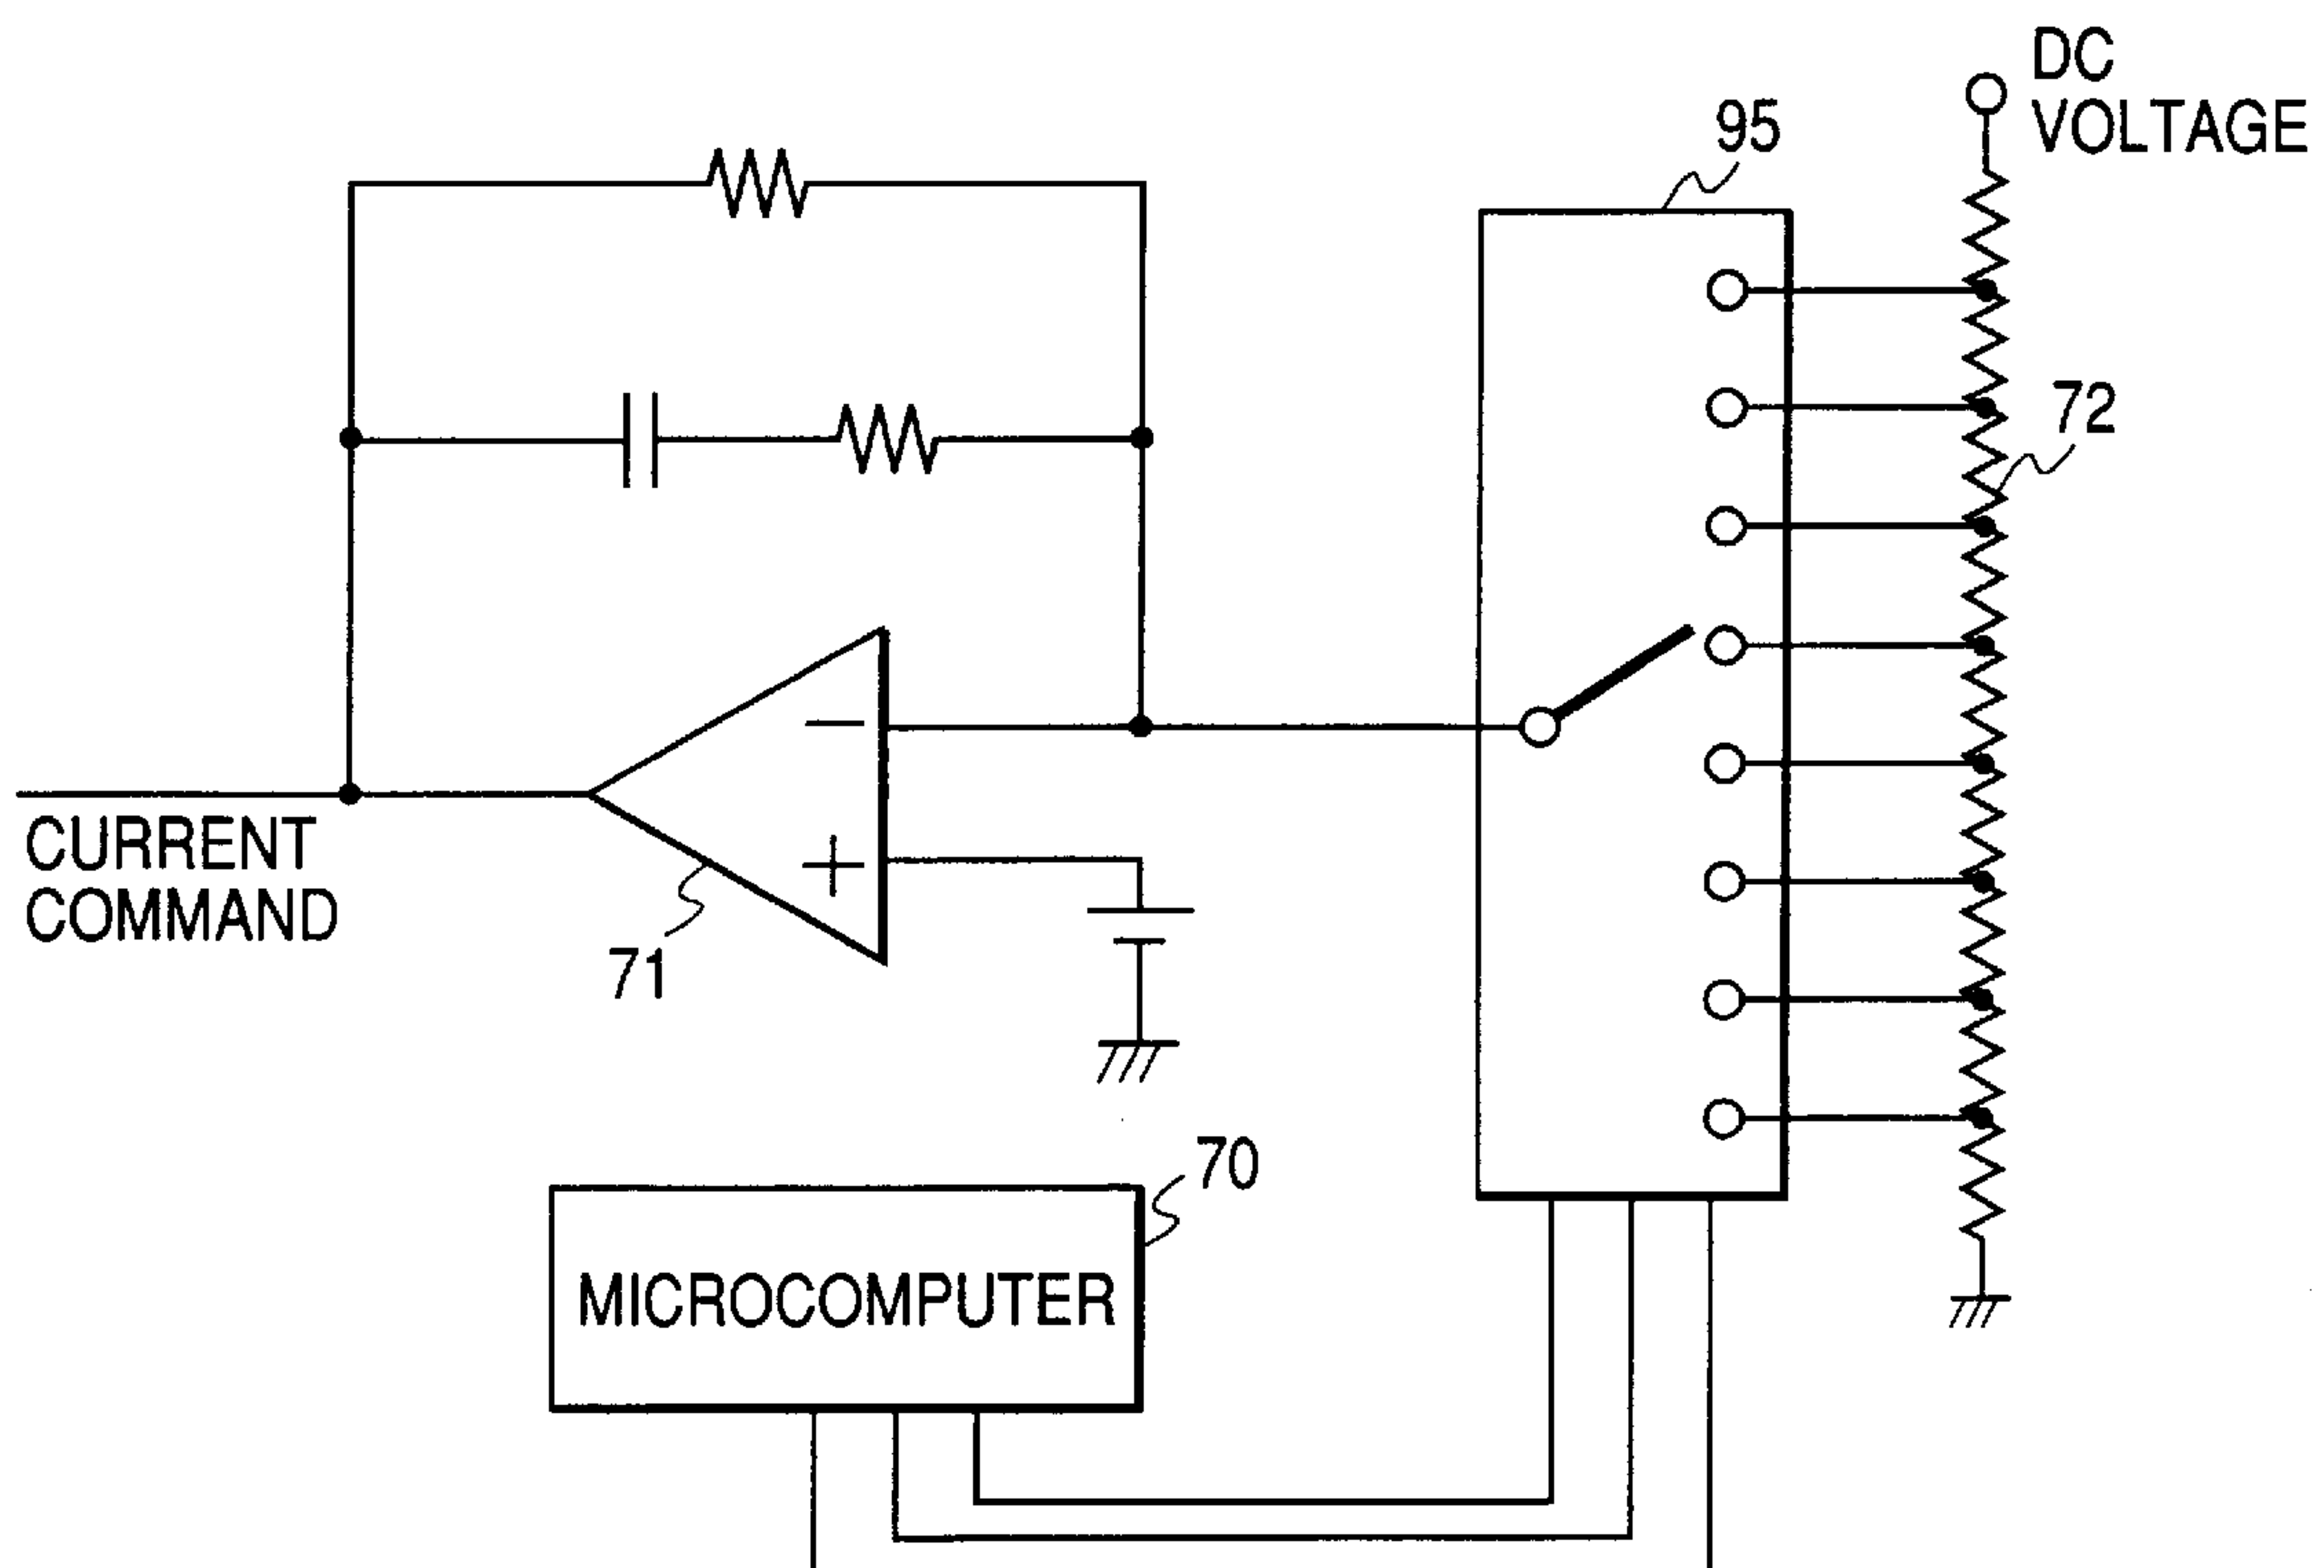 DC
VOLTAGE
95
72
CURRENT
COMMAND
71
70
MICROCOMPUTER
−
+